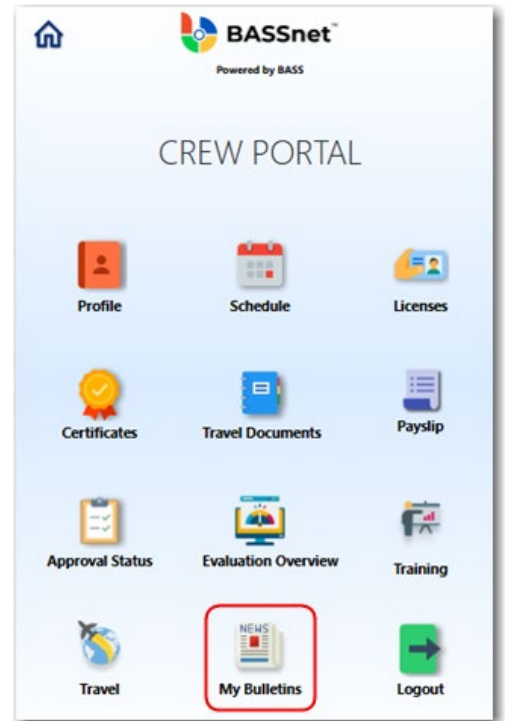 BASSnet™
Powered by BASS
CREW PORTAL
Profile
Schedule
Licenses
Certificates
Travel Documents
Payslip
Approval Status
Evaluation Overview
Training
NEWS
Travel
My Bulletins
Logout